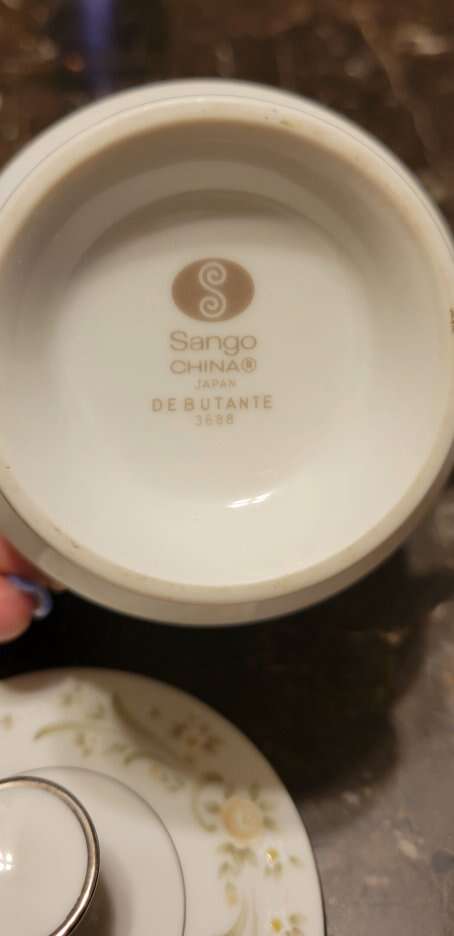 S
Sango
CHINA®
JAPAN
DEBUTANTE
3688